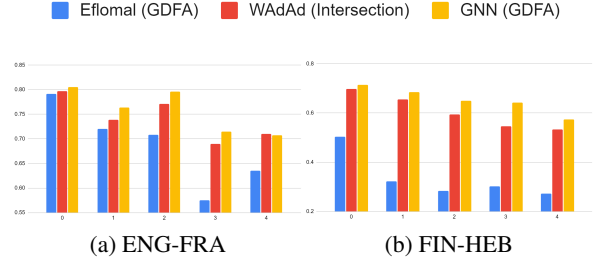 Eflomal (GDFA) WAdAd (Intersection) GNN (GDFA)
0.85
0.80
0.75
0.70
0.65
0.60
0.55
0 1 2 3 4
(a) ENG-FRA
0.8
0.6
0.4
0.2
0 1 2 3 4
(b) FIN-HEB